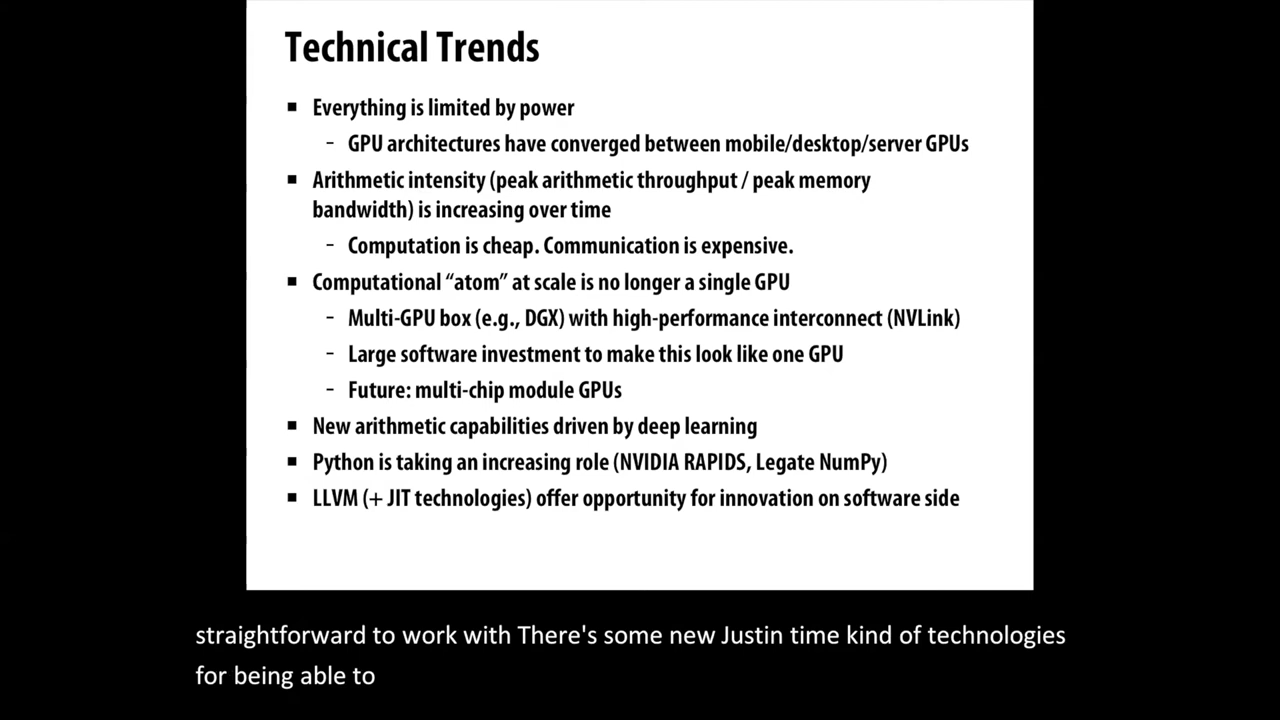 Technical Trends
■ Everything is limited by power
– GPU architectures have converged between mobile/desktop/server GPUs
■ Arithmetic intensity (peak arithmetic throughput / peak memory
bandwidth) is increasing over time
– Computation is cheap. Communication is expensive.
■ Computational “atom” at scale is no longer a single GPU
– Multi-GPU box (e.g., DGX) with high-performance interconnect (NVLink)
– Large software investment to make this look like one GPU
– Future: multi-chip module GPUs
■ New arithmetic capabilities driven by deep learning
■ Python is taking an increasing role (NVIDIA RAPIDS, Legate NumPy)
■ LLVM (+ JIT technologies) offer opportunity for innovation on software side
straightforward to work with There's some new Justin time kind of technologies
for being able to